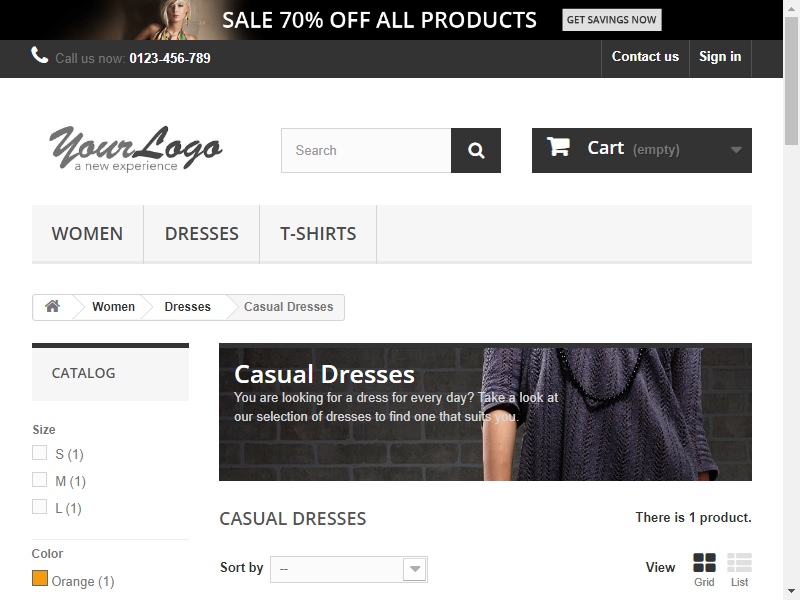 SALE 70% OFF ALL PRODUCTS GET SAVINGS NOW
Call us now: 0123-456-789 Contact us Sign in
YourLogo
a new experience
Search Cart (empty)
WOMEN DRESSES T-SHIRTS
Women Dresses Casual Dresses
CATALOG
Size
S (1)
M (1)
L (1)
Color
Orange (1)
Casual Dresses
You are looking for a dress for every day? Take a look at
our selection of dresses to find one that suits you.
CASUAL DRESSES There is 1 product.
Sort by -- View Grid List